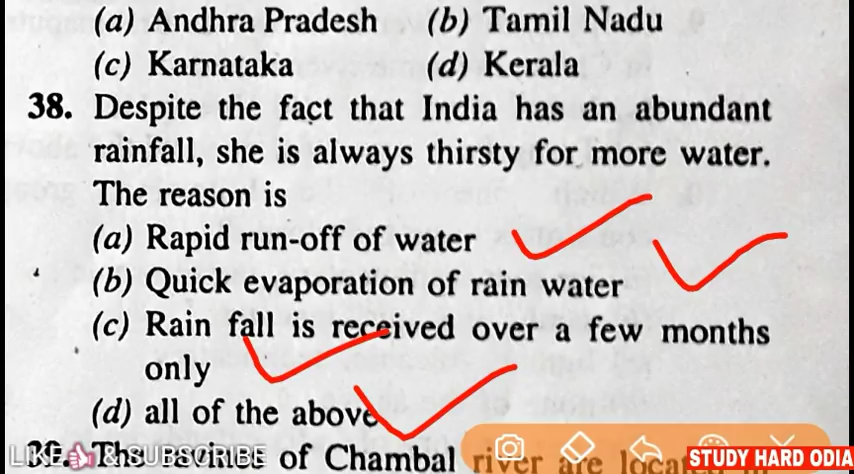 (a) Andhra Pradesh (b) Tamil Nadu
(c) Karnataka (d) Kerala
38. Despite the fact that India has an abundant
rainfall, she is always thirsty for more water.
The reason is
(a) Rapid run-off of water
(b) Quick evaporation of rain water
(c) Rain fall is received over a few months
only
(d) all of the above
39. The ravines of Chambal river are
LIKE & SUBSCRIBE
STUDY HARD ODIA